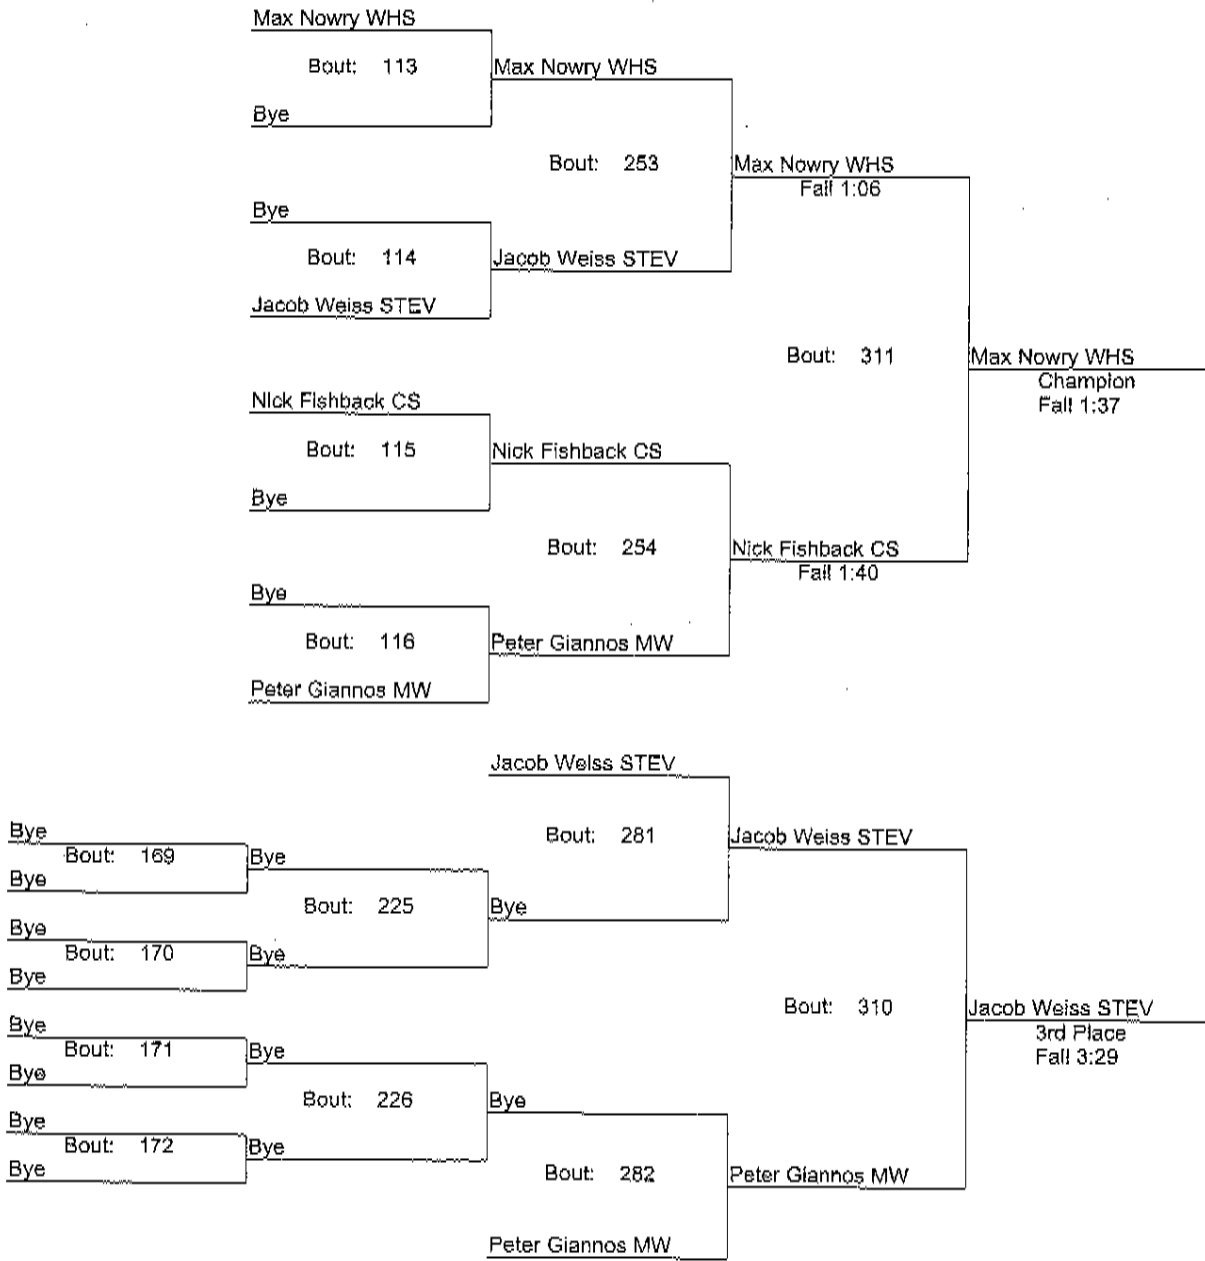 Max Nowry WHS
Bout: 113
Max Nowry WHS
Bye
Bout: 253
Max Nowry WHS
Fall 1:06
Bye
Bout: 114
Jacob Weiss STEV
Jacob Weiss STEV
Bout: 311
Max Nowry WHS
Champion
Fall 1:37
Nick Fishback CS
Bout: 115
Nick Fishback CS
Bye
Bout: 254
Nick Fishback CS
Fall 1:40
Bye
Bout: 116
Peter Giannos MW
Peter Giannos MW
Jacob Weiss STEV
Bout: 281
Jacob Weiss STEV
Bye
Bout: 169
Bye
Bye
Bout: 225
Bye
Bye
Bout: 170
Bye
Bye
Bout: 310
Jacob Weiss STEV
3rd Place
Fall 3:29
Bye
Bout: 171
Bye
Bye
Bout: 226
Bye
Bye
Bout: 172
Bye
Bye
Bout: 282
Peter Giannos MW
Peter Giannos MW